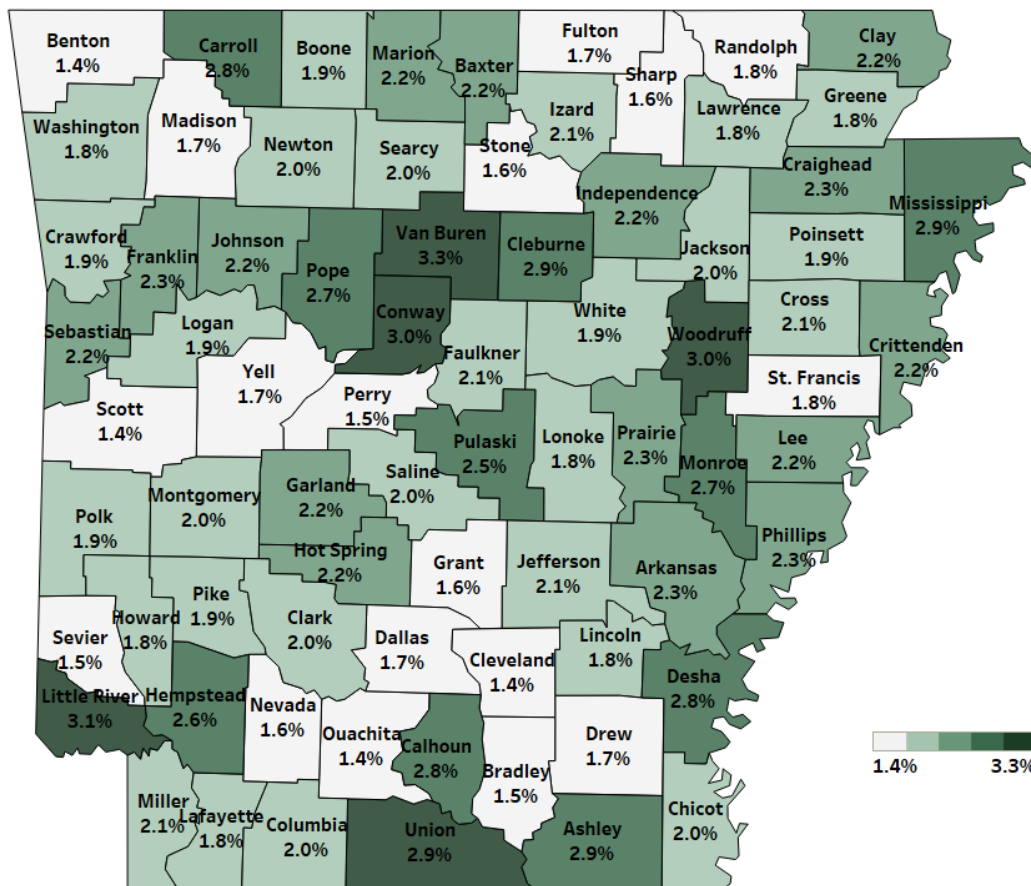 Benton
1.4%
Carroll
2.8%
Boone
1.9%
Marion
2.2%
Baxter
2.2%
Fulton
1.7%
Sharp
1.6%
Randolph
1.8%
Clay
2.2%
Washington
1.8%
Madison
1.7%
Newton
2.0%
Searcy
2.0%
Stone
1.6%
Izard
2.1%
Lawrence
1.8%
Greene
1.8%
Independence
2.2%
Craighead
2.3%
Mississippi
2.9%
Crawford
1.9%
Franklin
2.3%
Johnson
2.2%
Pope
2.7%
Van Buren
3.3%
Cleburne
2.9%
Jackson
2.0%
Poinsett
1.9%
Sebastian
2.2%
Logan
1.9%
Conway
3.0%
Faulkner
2.1%
White
1.9%
Woodruff
3.0%
Cross
2.1%
Crittenden
2.2%
Scott
1.4%
Yell
1.7%
Perry
1.5%
St. Francis
1.8%
Pulaski
2.5%
Lonoke
1.8%
Prairie
2.3%
Monroe
2.7%
Lee
2.2%
Polk
1.9%
Montgomery
2.0%
Garland
2.2%
Saline
2.0%
Phillips
2.3%
Hot Spring
2.2%
Grant
1.6%
Jefferson
2.1%
Arkansas
2.3%
Sevier
1.5%
Howard
1.8%
Pike
1.9%
Clark
2.0%
Dallas
1.7%
Cleveland
1.4%
Lincoln
1.8%
Desha
2.8%
Little River
3.1%
Hempstead
2.6%
Nevada
1.6%
Ouachita
1.4%
Calhoun
2.8%
Bradley
1.5%
Drew
1.7%
Miller
2.1%
Lafayette
1.8%
Columbia
2.0%
Union
2.9%
Ashley
2.9%
Chicot
2.0%
1.4% 3.3%